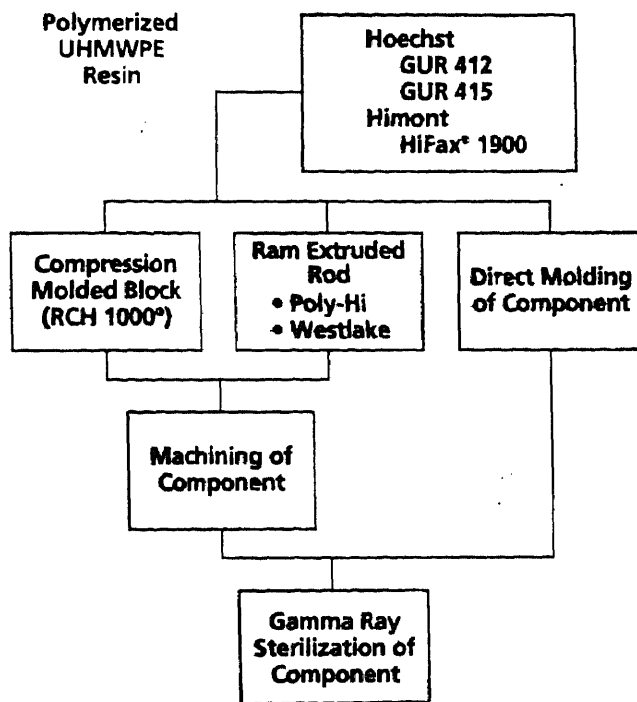 Polymerized
UHMWPE
Resin
Hoechst
GUR 412
GUR 415
Himont
HiFax® 1900
Compression
Molded Block
(RCH 1000®)
Ram Extruded
Rod
• Poly-Hi
• Westlake
Direct Molding
of Component
Machining of
Component
Gamma Ray
Sterilization of
Component